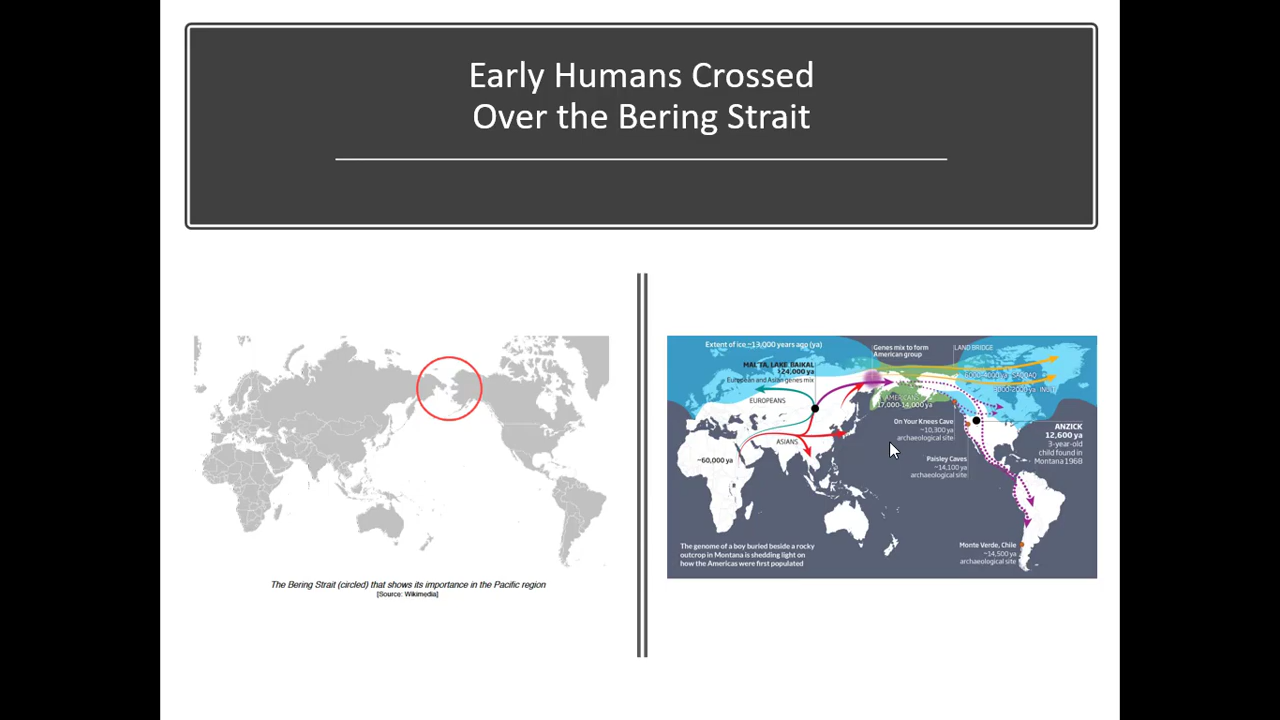 Early Humans Crossed
Over the Bering Strait
The Bering Strait (circled) that shows its importance in the Pacific region
[Source: Wikimedia]
Extent of ice ~13,000 years ago (ya)
Genes mix to form
American group
LAND BRIDGE
MAL'TA, LAKE BAIKAL
~24,000 ya
European and Asian genes mix
EUROPEANS
AMERICANS
~17,000-14,000 ya
On Your Knees Cave
~10,300 ya
archaeological site
ANZICK
12,600 ya
3-year-old
child found in
Montana 1968
ASIANS
~60,000 ya
Paisley Caves
~14,100 ya
archaeological site
The genome of a boy buried beside a rocky
outcrop in Montana is shedding light on
how the Americas were first populated
Monte Verde, Chile
~14,500 ya
archaeological site